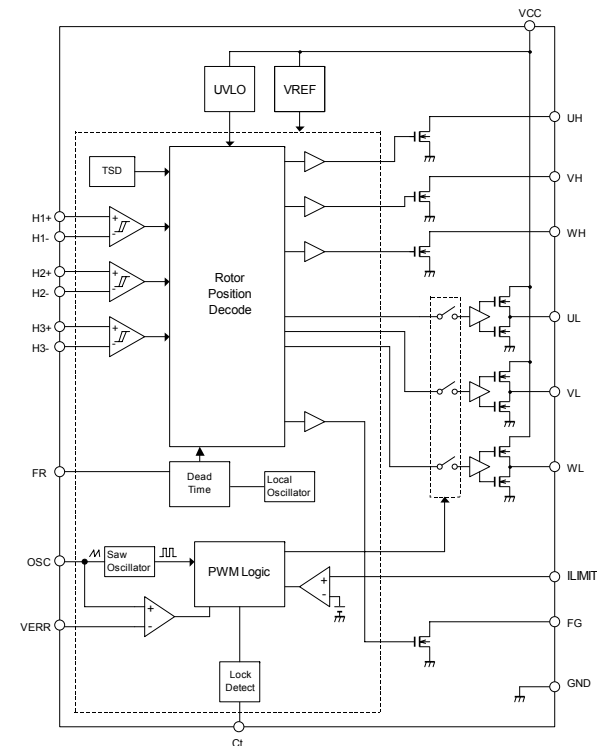 VCC
UVLO
VREF
UH
TSD
VH
H1+
H1-
WH
H2+
H2-
Rotor
Position
Decode
H3+
H3-
UL
VL
WL
FR
Dead
Time
Local
Oscillator
OSC
Saw
Oscillator
PWM Logic
ILIMIT
+
-
+
-
+
-
+
-
+
-
VERR
FG
Lock
Detect
GND
Ct